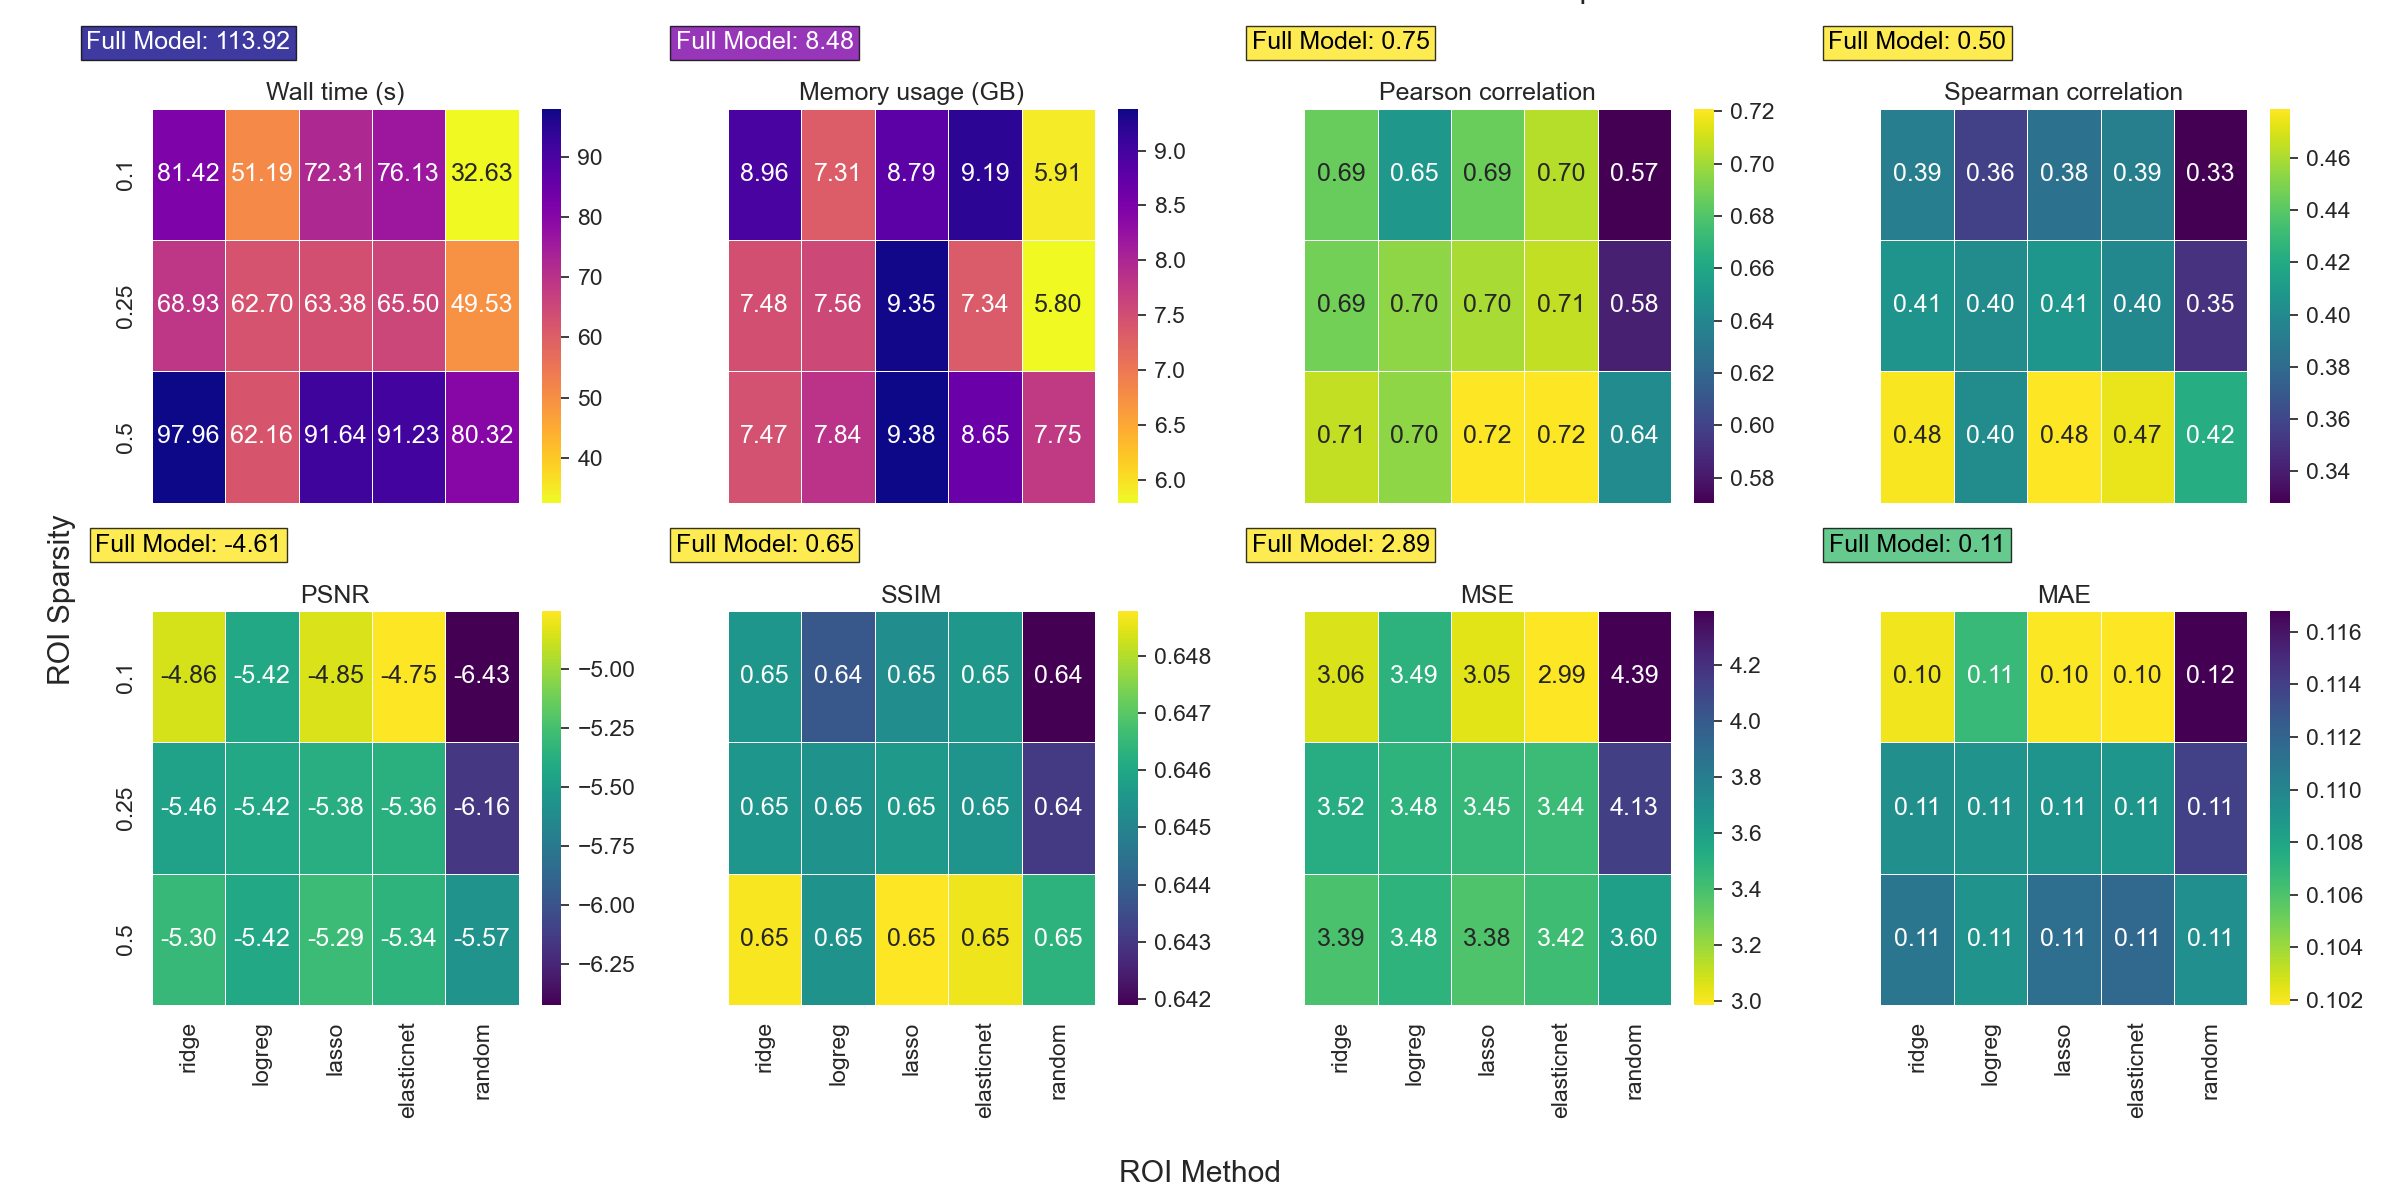 Full Model: 113.92
Full Model: 8.48
Full Model: 0.75
Full Model: 0.50
Wall time (s)
Memory usage (GB)
Pearson correlation
Spearman correlation
0.1
81.42 51.19 72.31 76.13 32.63
0.25
68.93 62.70 63.38 65.50 49.53
0.5
97.96 62.16 91.64 91.23 80.32
90
80
70
60
50
40
8.96 7.31 8.79 9.19 5.91
7.48 7.56 9.35 7.34 5.80
7.47 7.84 9.38 8.65 7.75
9.0
8.5
8.0
7.5
7.0
6.5
6.0
0.69 0.65 0.69 0.70 0.57
0.69 0.70 0.70 0.71 0.58
0.71 0.70 0.72 0.72 0.64
0.72
0.70
0.68
0.66
0.64
0.62
0.60
0.58
0.39 0.36 0.38 0.39 0.33
0.41 0.40 0.41 0.40 0.35
0.48 0.40 0.48 0.47 0.42
0.46
0.44
0.42
0.40
0.38
0.36
0.34
ROI Sparsity
Full Model: -4.61
Full Model: 0.65
Full Model: 2.89
Full Model: 0.11
PSNR
SSIM
MSE
MAE
0.1
-4.86 -5.42 -4.85 -4.75 -6.43
0.25
-5.46 -5.42 -5.38 -5.36 -6.16
0.5
-5.30 -5.42 -5.29 -5.34 -5.57
−5.00
−5.25
−5.50
−5.75
−6.00
−6.25
0.65 0.64 0.65 0.65 0.64
0.65 0.65 0.65 0.65 0.64
0.65 0.65 0.65 0.65 0.65
0.648
0.647
0.646
0.645
0.644
0.643
0.642
3.06 3.49 3.05 2.99 4.39
3.52 3.48 3.45 3.44 4.13
3.39 3.48 3.38 3.42 3.60
4.2
4.0
3.8
3.6
3.4
3.2
3.0
0.10 0.11 0.10 0.10 0.12
0.11 0.11 0.11 0.11 0.11
0.11 0.11 0.11 0.11 0.11
0.116
0.114
0.112
0.110
0.108
0.106
0.104
0.102
ridge
logreg
lasso
elasticnet
random
ridge
logreg
lasso
elasticnet
random
ridge
logreg
lasso
elasticnet
random
ridge
logreg
lasso
elasticnet
random
ROI Method